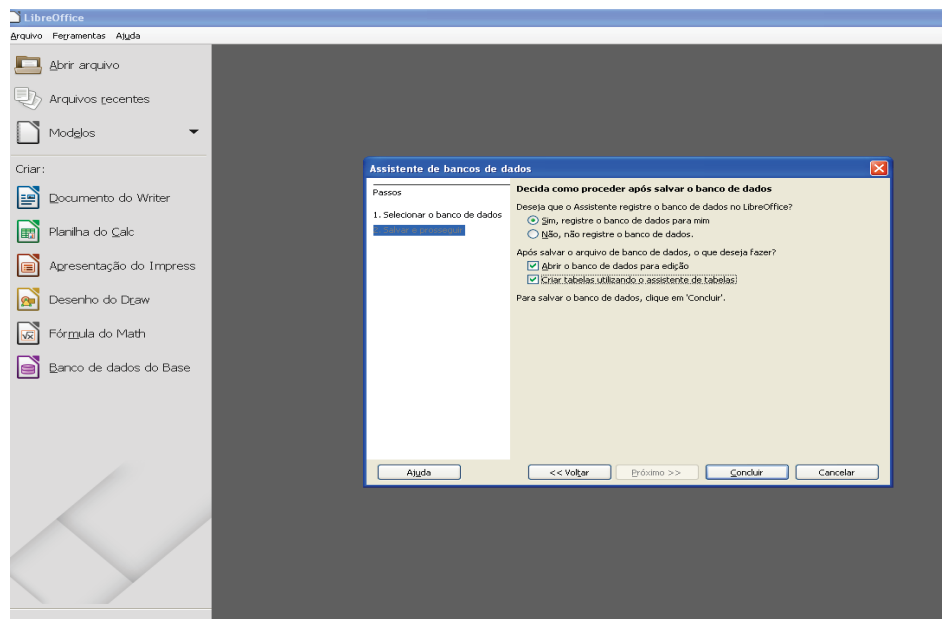 LibreOffice
Arquivo Ferramentas Ajuda
Abrir arquivo
Arquivos recentes
Modelos
Criar:
Documento do Writer
Planilha do Calc
Apresentação do Impress
Desenho do Draw
Fórmula do Math
Banco de dados do Base
Assistente de bancos de dados
Passos
1. Selecionar o banco de dados
2. Salvar e prosseguir
Decida como proceder após salvar o banco de dados
Deseja que o Assistente registre o banco de dados no LibreOffice?
Sim, registre o banco de dados para mim
Não, não registre o banco de dados.
Após salvar o arquivo de banco de dados, o que deseja fazer?
Abrir o banco de dados para edição
Criar tabelas utilizando o assistente de tabelas
Para salvar o banco de dados, clique em 'Concluir'.
Ajuda
<< Voltar
Próximo >>
Concluir
Cancelar